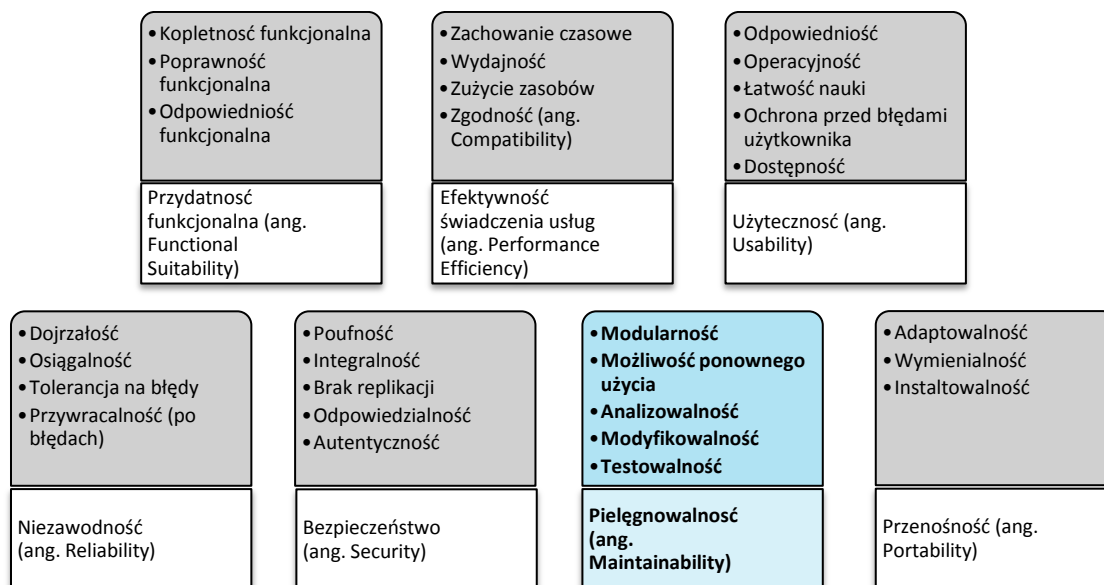 •Kopletność funkcjonalna
•Poprawność
funkcjonalna
•Odpowiedniość
funkcjonalna
Przydatnosć
funkcjonalna (ang.
Functional
Suitability)
•Zachowanie czasowe
•Wydajność
•Zużycie zasobów
•Zgodność (ang.
Compatibility)
Efektywność
świadczenia usług
(ang. Performance
Efficiency)
•Odpowiedniość
•Operacyjność
•Łatwość nauki
•Ochrona przed błędami
użytkownika
•Dostępność
Użytecznosć (ang.
Usability)
•Dojrzałość
•Osiągalność
•Tolerancja na błędy
•Przywracalność (po
błędach)
Niezawodność
(ang. Reliability)
•Poufność
•Integralność
•Brak replikacji
•Odpowiedzialność
•Autentyczność
Bezpieczeństwo
(ang. Security)
•Modularność
•Możliwość ponownego
użycia
•Analizowalność
•Modyfikowalność
•Testowalność
Pielęgnowalnosć
(ang.
Maintainability)
•Adaptowalność
•Wymienialność
•Instaltowalność
Przenośność (ang.
Portability)